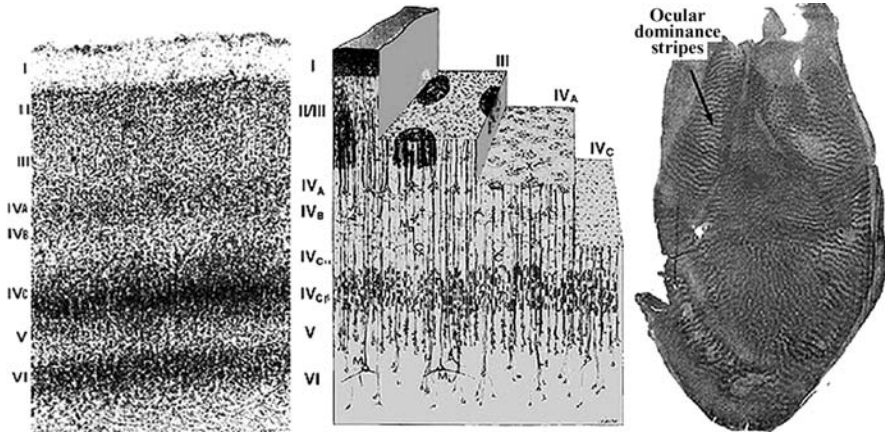 I
II
III
IVA
IVB
IVC
V
VI
I
II/III
IVA
IVB
IVCα
IVCβ
V
VI
III
IVA
IVC
M
M
Ocular
dominance
stripes